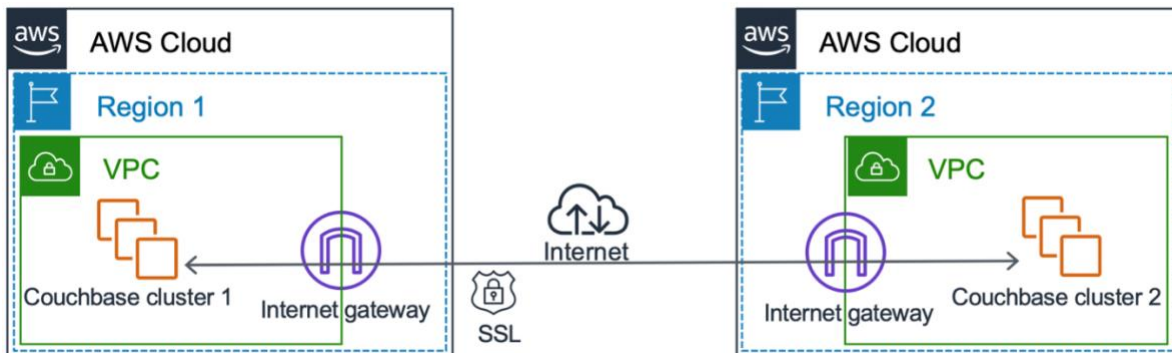 aws
AWS Cloud
Region 1
VPC
Couchbase cluster 1
Internet gateway
Internet
SSL
aws
AWS Cloud
Region 2
VPC
Internet gateway
Couchbase cluster 2